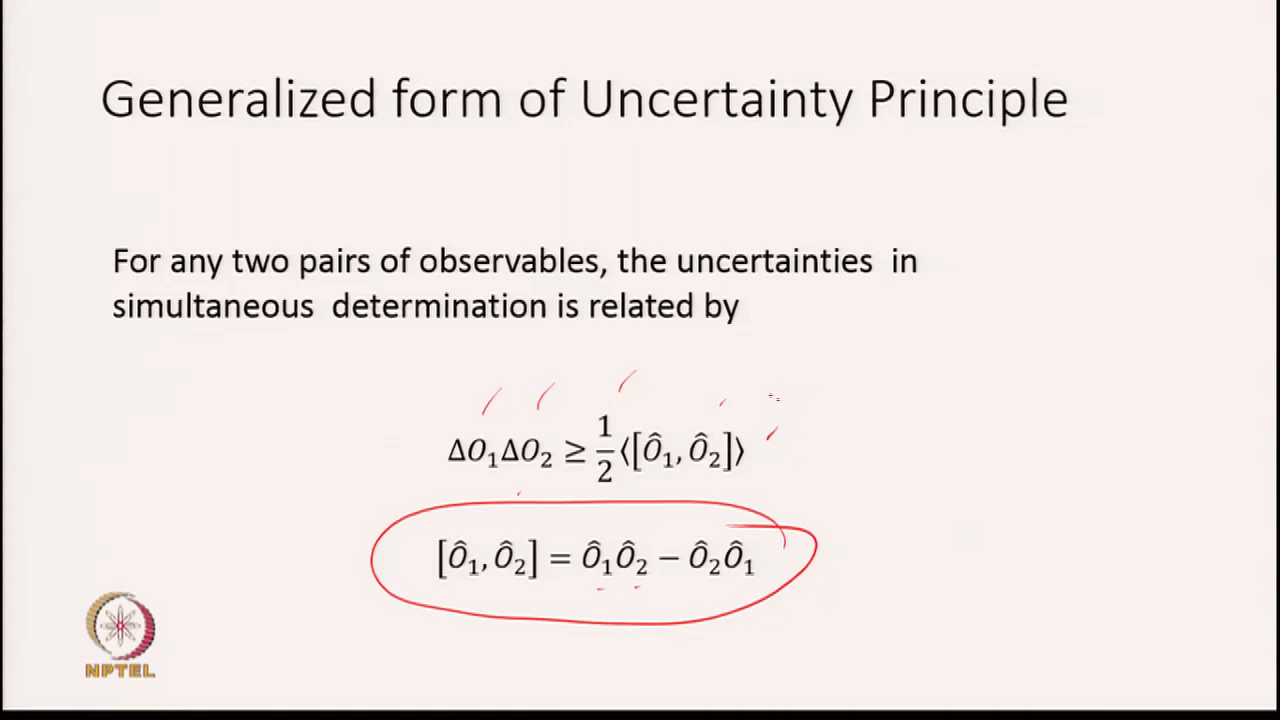 Generalized form of Uncertainty Principle
For any two pairs of observables, the uncertainties in
simultaneous determination is related by
ΔO₁ΔO₂ ≥ 1/2 ⟨[Ô₁, Ô₂]⟩
[Ô₁, Ô₂] = Ô₁Ô₂ − Ô₂Ô₁
NPTEL